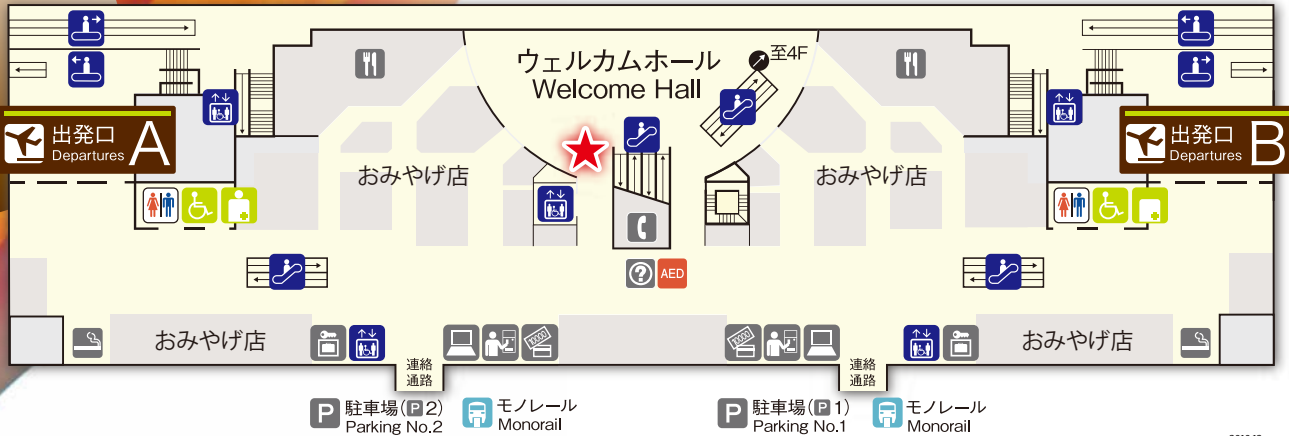 ウェルカムホール
Welcome Hall
至4F
出発口
Departures A
出発口
Departures B
おみやげ店
おみやげ店
? AED
おみやげ店
10000
10000
おみやげ店
連絡
通路
連絡
通路
P 駐車場(P2)
Parking No.2
モノレール
Monorail
P 駐車場(P1)
Parking No.1
モノレール
Monorail